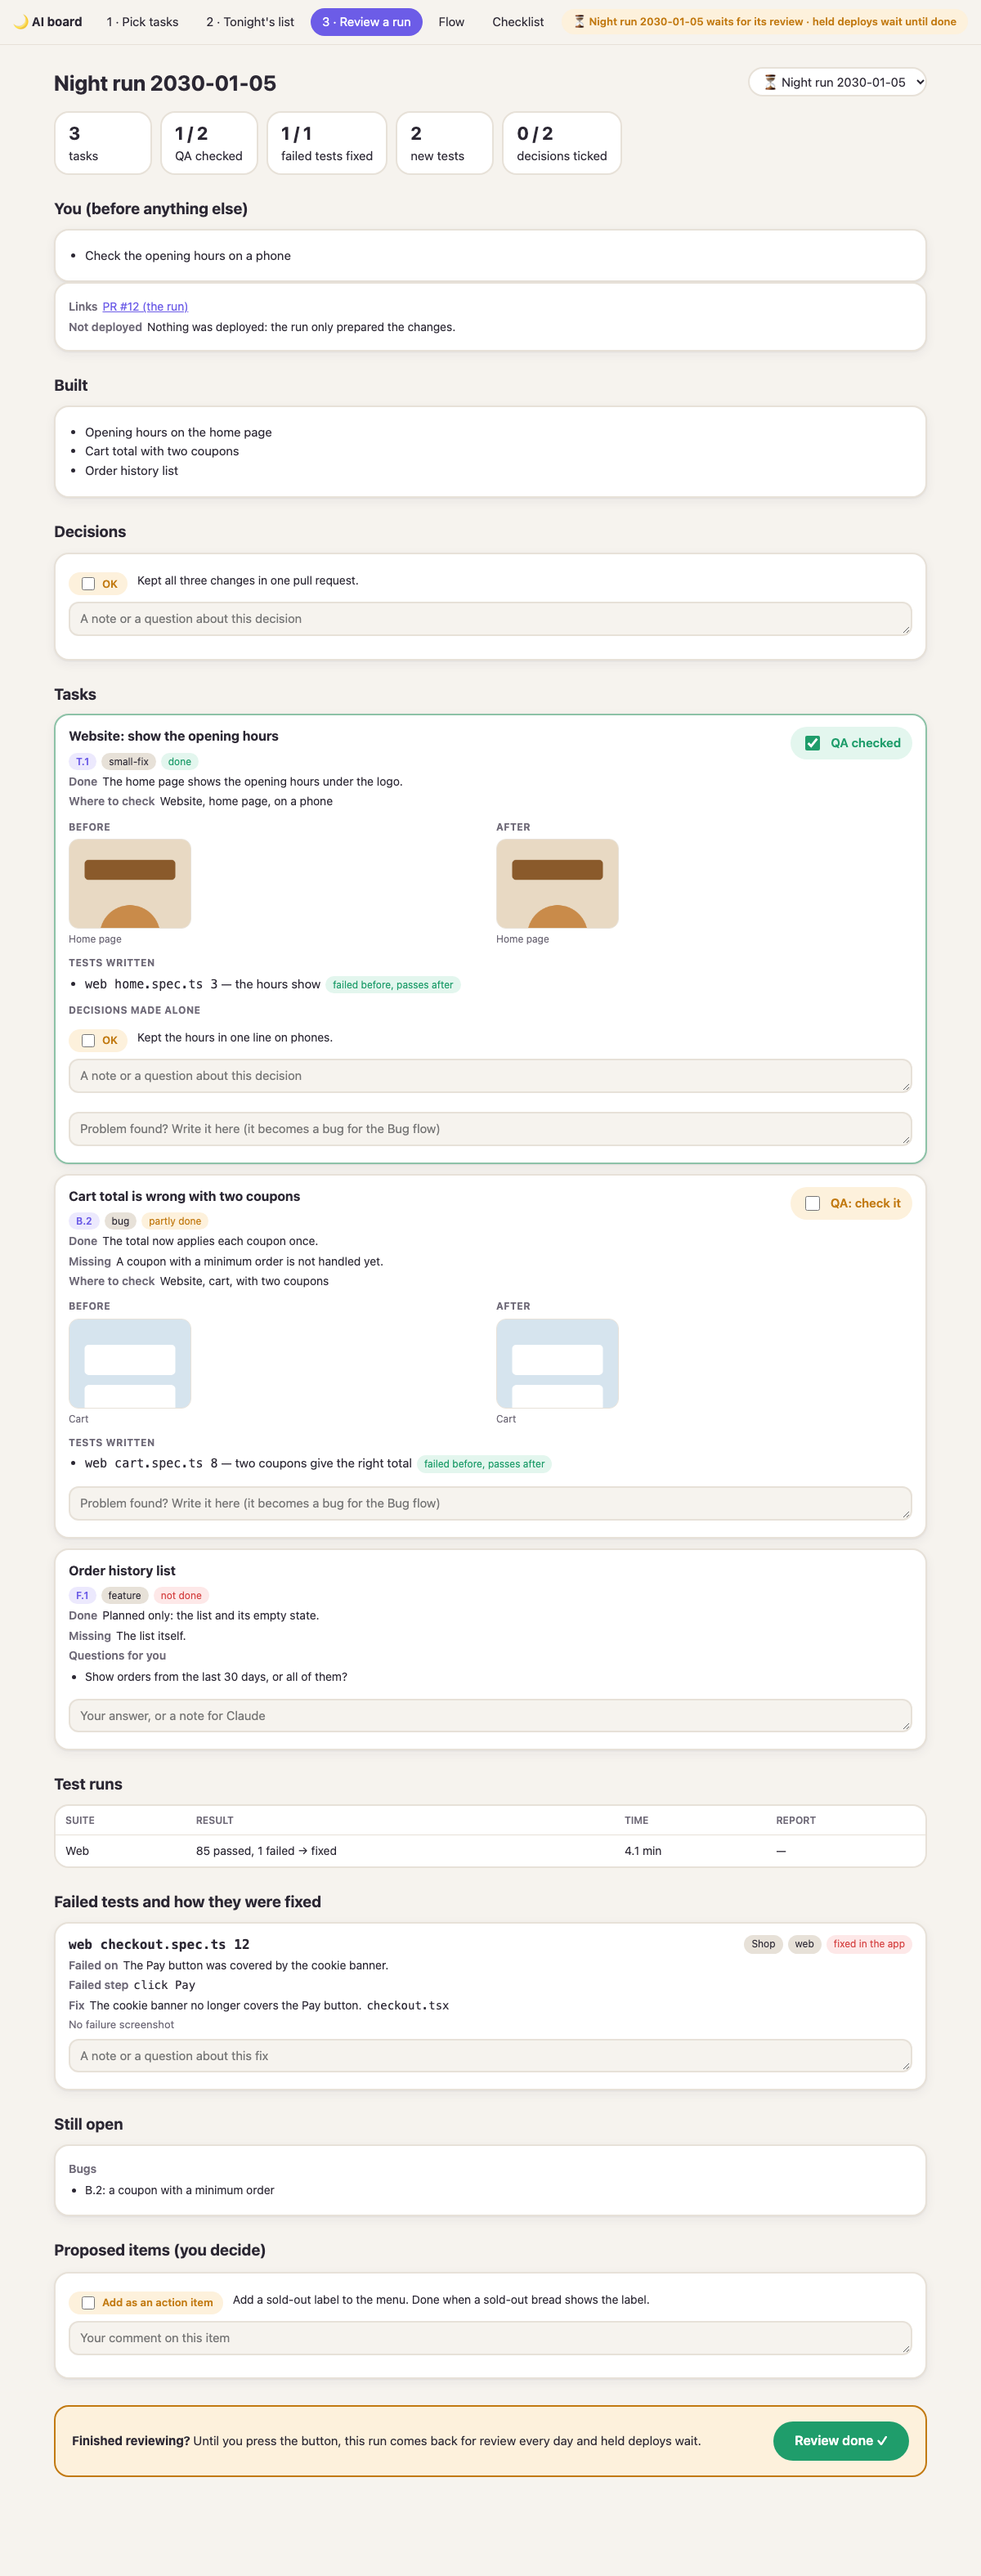 🌙 AI board 1 · Pick tasks 2 · Tonight's list 3 · Review a run Flow Checklist ⏳ Night run 2030-01-05 waits for its review · held deploys wait until done
Night run 2030-01-05 ⏳ Night run 2030-01-05
3 1 / 2 1 / 1 2 0 / 2
tasks QA checked failed tests fixed new tests decisions ticked
You (before anything else)
• Check the opening hours on a phone
Links PR #12 (the run)
Not deployed Nothing was deployed: the run only prepared the changes.
Built
• Opening hours on the home page
• Cart total with two coupons
• Order history list
Decisions
OK Kept all three changes in one pull request.
A note or a question about this decision
Tasks
Website: show the opening hours QA checked
T.1 small-fix done
Done The home page shows the opening hours under the logo.
Where to check Website, home page, on a phone
BEFORE AFTER
Home page Home page
TESTS WRITTEN
• web home.spec.ts 3 — the hours show failed before, passes after
DECISIONS MADE ALONE
OK Kept the hours in one line on phones.
A note or a question about this decision
Problem found? Write it here (it becomes a bug for the Bug flow)
Cart total is wrong with two coupons QA: check it
B.2 bug partly done
Done The total now applies each coupon once.
Missing A coupon with a minimum order is not handled yet.
Where to check Website, cart, with two coupons
BEFORE AFTER
Cart Cart
TESTS WRITTEN
• web cart.spec.ts 8 — two coupons give the right total failed before, passes after
Problem found? Write it here (it becomes a bug for the Bug flow)
Order history list
F.1 feature not done
Done Planned only: the list and its empty state.
Missing The list itself.
Questions for you
• Show orders from the last 30 days, or all of them?
Your answer, or a note for Claude
Test runs
SUITE RESULT TIME REPORT
Web 85 passed, 1 failed → fixed 4.1 min —
Failed tests and how they were fixed
web checkout.spec.ts 12 Shop web fixed in the app
Failed on The Pay button was covered by the cookie banner.
Failed step click Pay
Fix The cookie banner no longer covers the Pay button. checkout.tsx
No failure screenshot
A note or a question about this fix
Still open
Bugs
• B.2: a coupon with a minimum order
Proposed items (you decide)
Add as an action item Add a sold-out label to the menu. Done when a sold-out bread shows the label.
Your comment on this item
Finished reviewing? Until you press the button, this run comes back for review every day and held deploys wait. Review done ✓